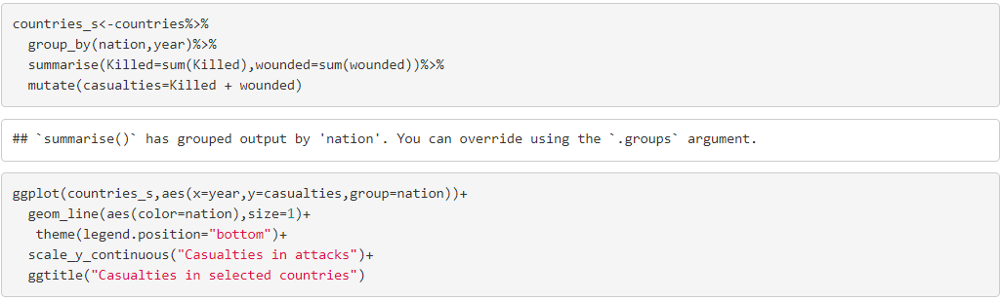 countries_s<-countries%>%
  group_by(nation,year)%>%
  summarise(Killed=sum(Killed),wounded=sum(wounded))%>%
  mutate(casualties=Killed + wounded)
## `summarise()` has grouped output by 'nation'. You can override using the `.groups` argument.
ggplot(countries_s,aes(x=year,y=casualties,group=nation))+
  geom_line(aes(color=nation),size=1)+
   theme(legend.position="bottom")+
  scale_y_continuous("Casualties in attacks")+
  ggtitle("Casualties in selected countries")